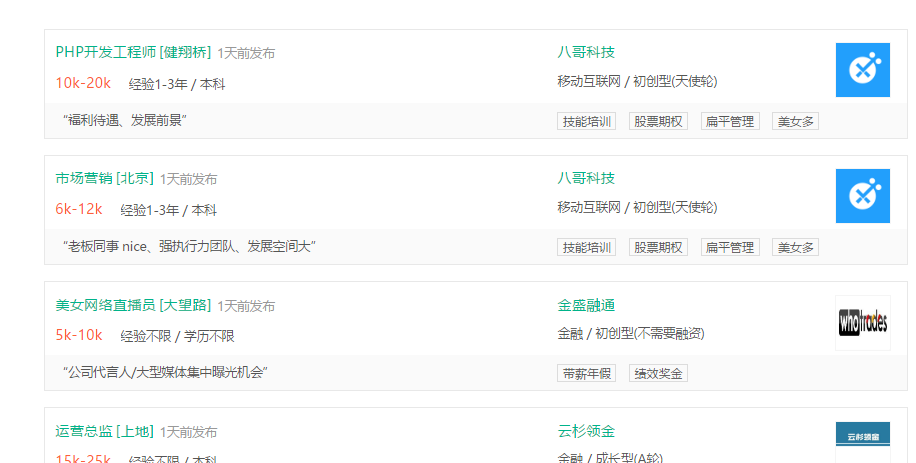 PHP开发工程师 [健翔桥] 1天前发布
八哥科技
10k-20k 经验1-3年 / 本科
移动互联网 / 初创型(天使轮)
“福利待遇、发展前景”
技能培训 股票期权 扁平管理 美女多
市场营销 [北京] 1天前发布
八哥科技
6k-12k 经验1-3年 / 本科
移动互联网 / 初创型(天使轮)
“老板同事 nice、强执行力团队、发展空间大”
技能培训 股票期权 扁平管理 美女多
美女网络直播员 [大望路] 1天前发布
金盛融通
whotrades
5k-10k 经验不限 / 学历不限
金融 / 初创型(不需要融资)
“公司代言人/大型媒体集中曝光机会”
带薪年假 绩效奖金
运营总监 [上地] 1天前发布
云杉领金
云杉领金
15k-25k 经验不限 / 本科
金融 / 成长型(A轮)